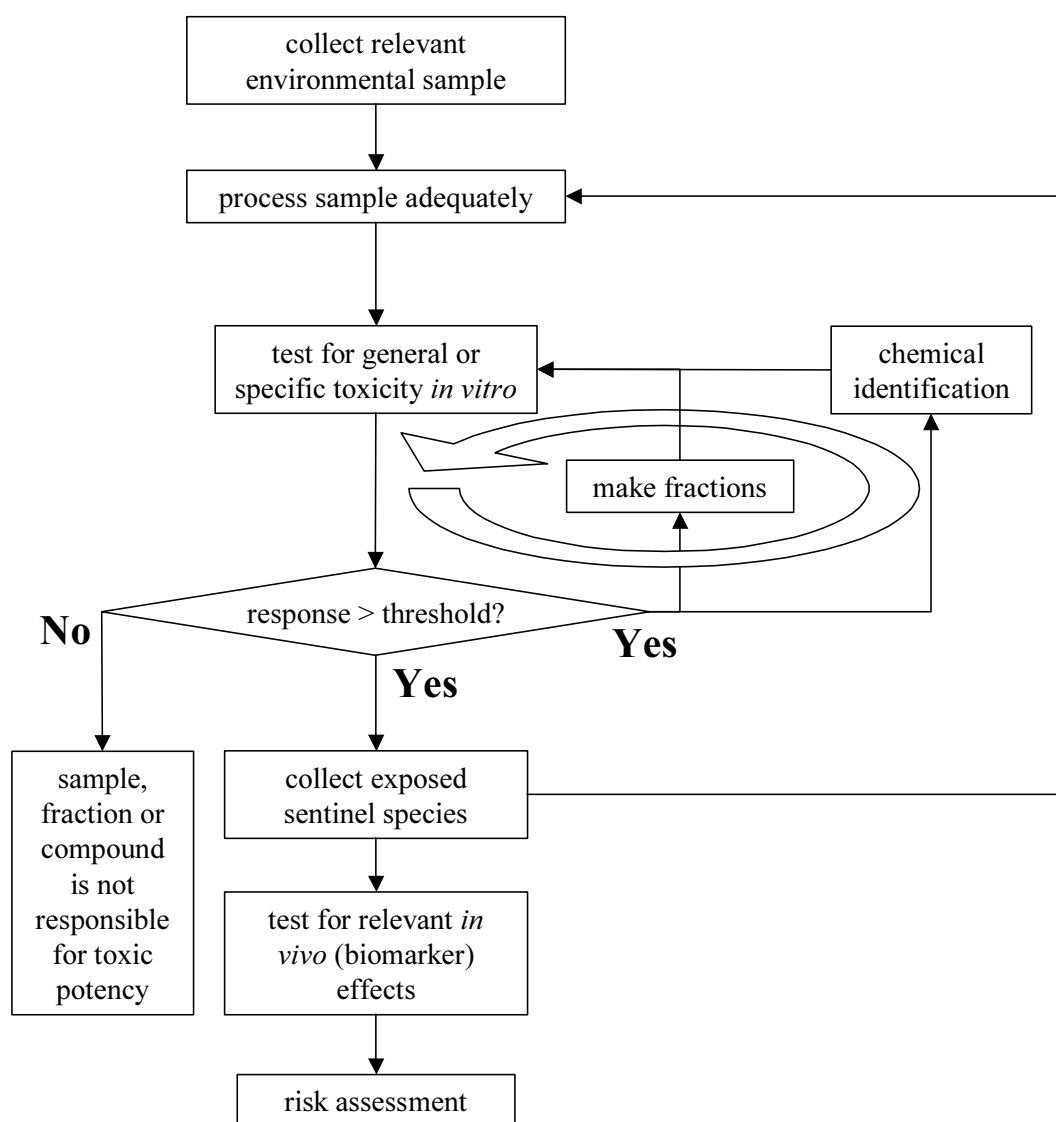 collect relevant
environmental sample
process sample adequately
test for general or
specific toxicity in vitro
chemical
identification
make fractions
response > threshold?
No
Yes
Yes
sample,
fraction or
compound
is not
responsible
for toxic
potency
collect exposed
sentinel species
test for relevant in
vivo (biomarker)
effects
risk assessment